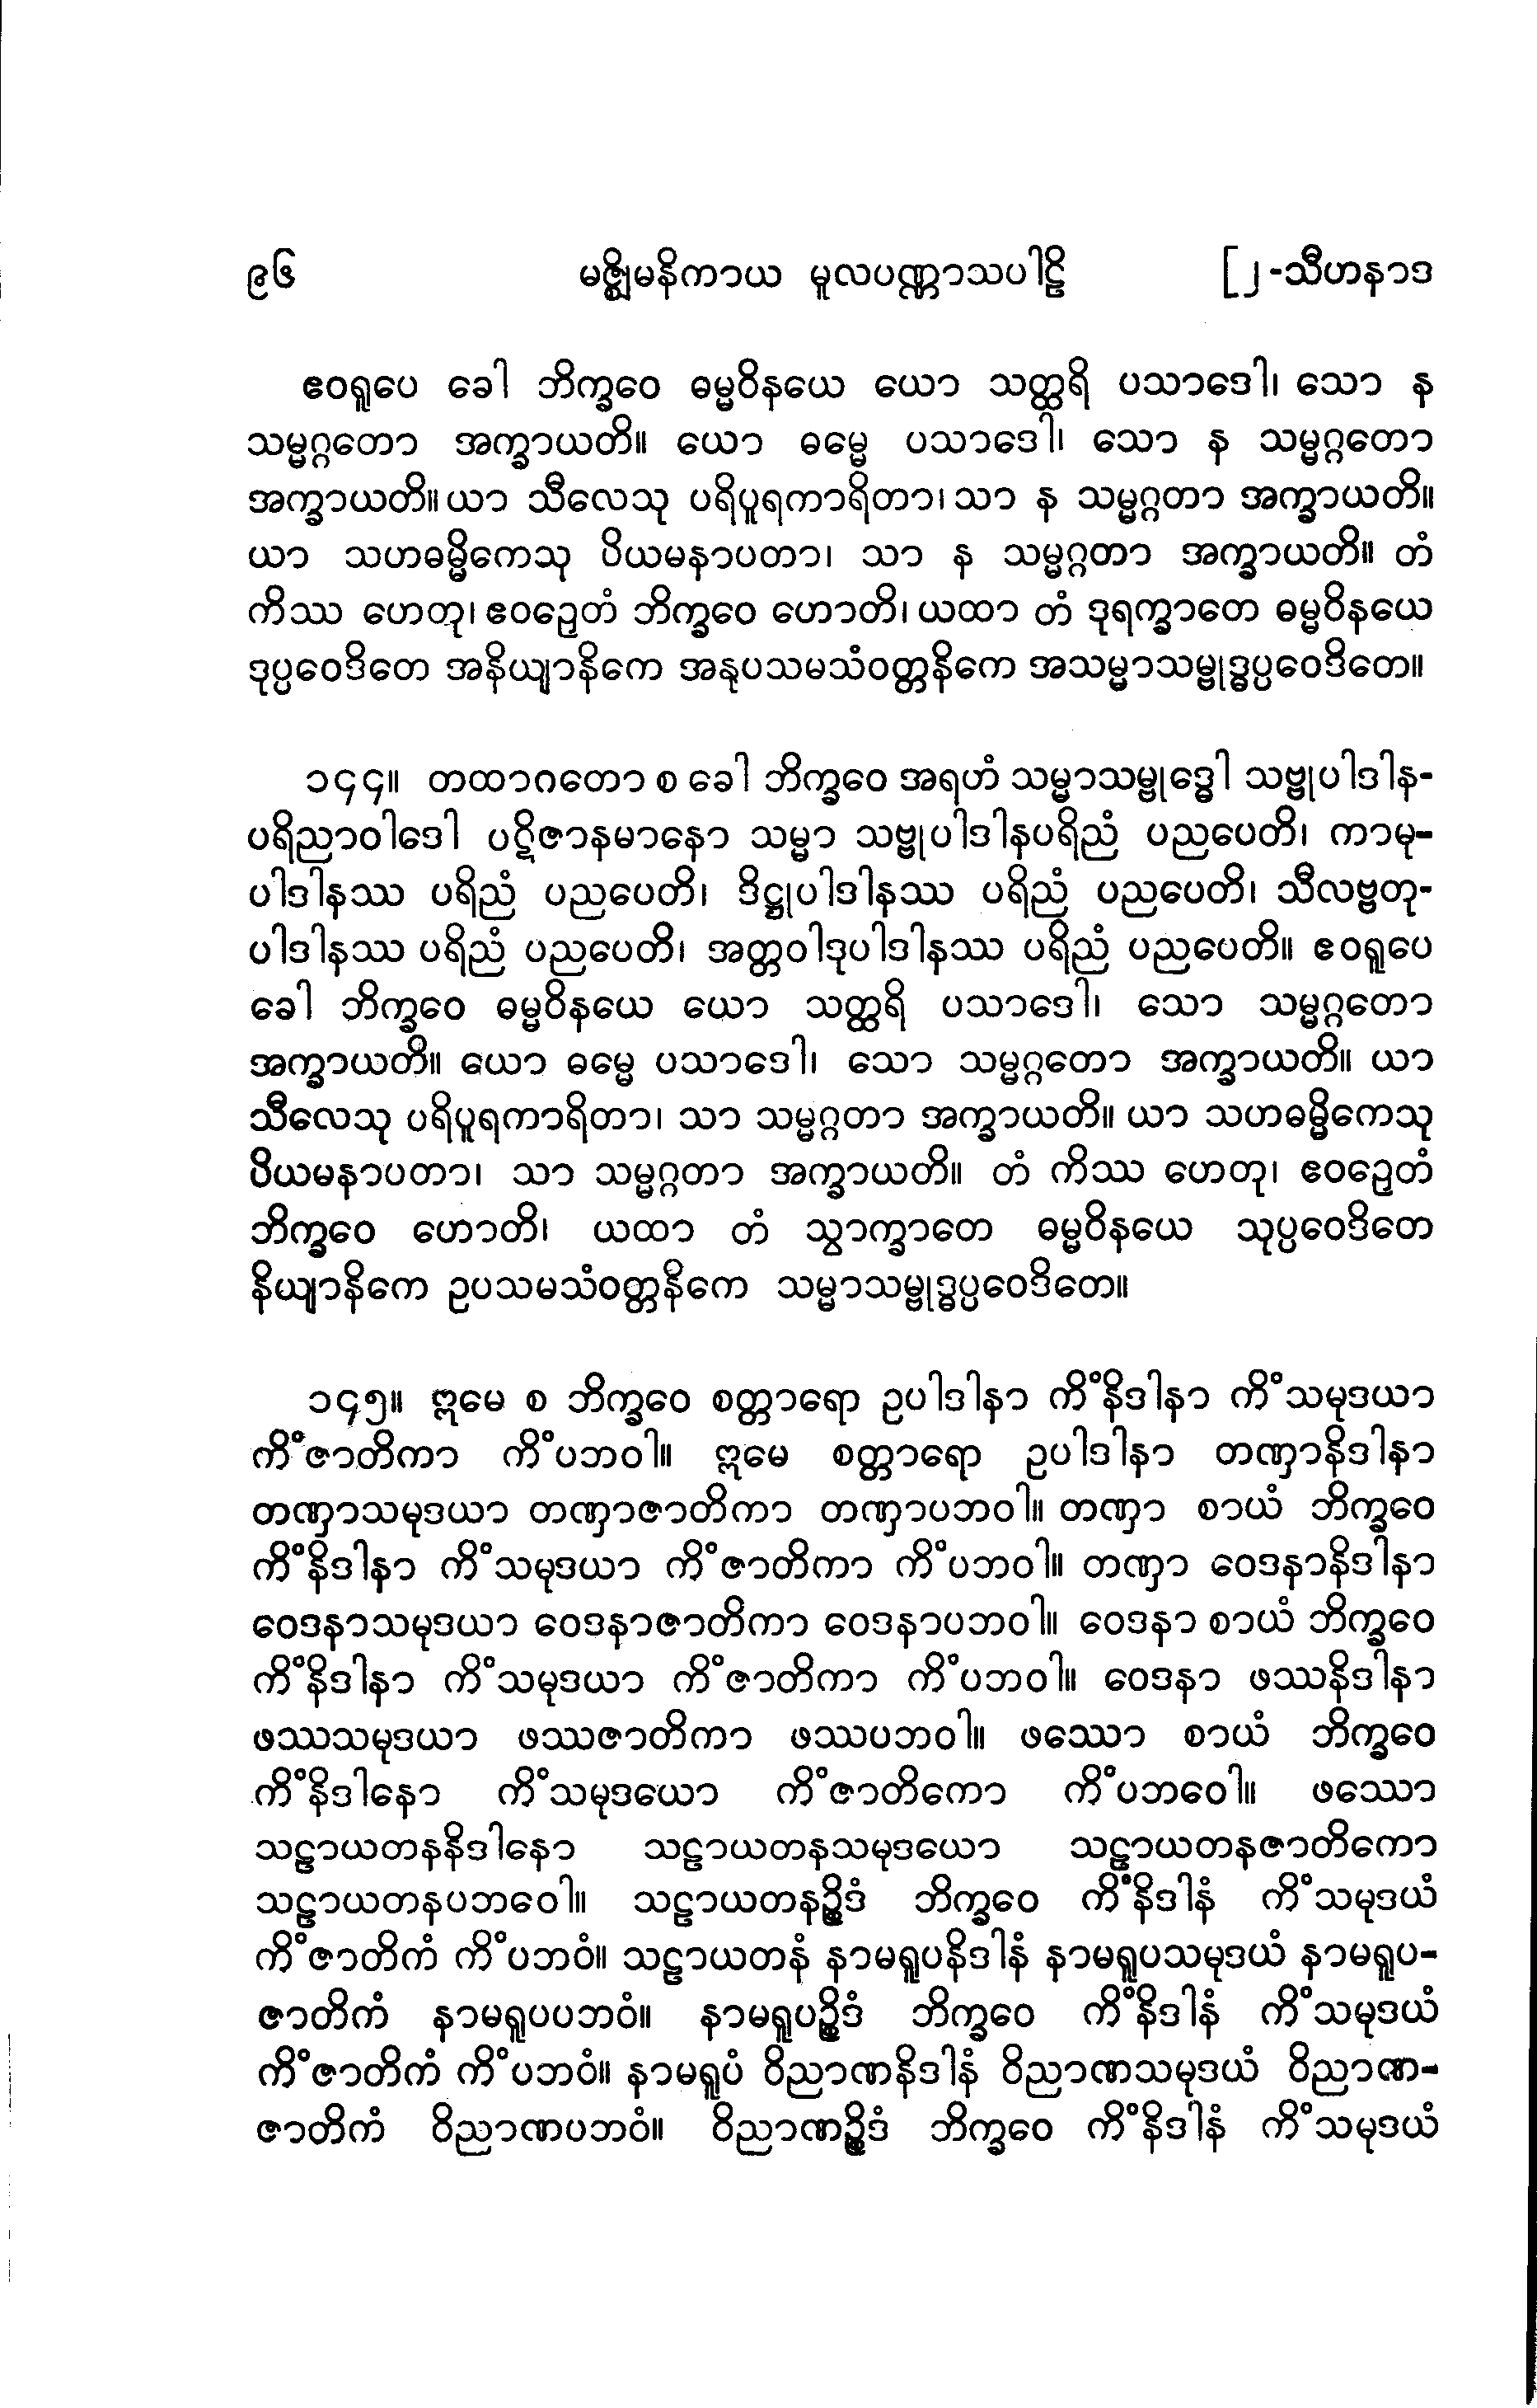 ၉၆ မဇ္ဈိမနိကာယ မူလပဏ္ဏာသပါဠိ [၂-သီဟနာဒ
ဧဝရူပေ ခေါ ဘိက္ခဝေ ဓမ္မဝိနယေ ယော သတ္ထရိ ပသာဒေါ၊ သော န
သမ္မဂ္ဂတော အက္ခာယတိ။ ယော ဓမ္မေ ပသာဒေါ၊ သော န သမ္မဂ္ဂတော
အက္ခာယတိ။ ယာ သီလေသု ပရိပူရကာရိတာ၊ သာ န သမ္မဂ္ဂတာ အက္ခာယတိ။
ယာ သဟဓမ္မိကေသု ပိယမနာပတာ၊ သာ န သမ္မဂ္ဂတာ အက္ခာယတိ။ တံ
ကိဿ ဟေတု၊ ဧဝဉှေတံ ဘိက္ခဝေ ဟောတိ၊ ယထာ တံ ဒုရက္ခာတေ ဓမ္မဝိနယေ
ဒုပ္ပဝေဒိတေ အနိယျာနိကေ အနုပသမသံဝတ္တနိကေ အသမ္မာသမ္ဗုဒ္ဓပ္ပဝေဒိတေ။
၁၄၄။ တထာဂတော စ ခေါ ဘိက္ခဝေ အရဟံ သမ္မာသမ္ဗုဒ္ဓေါ သဗ္ဗုပါဒါန-
ပရိညာဝါဒေါ ပဋိဇာနမာနော သမ္မာ သဗ္ဗုပါဒါနပရိညံ ပညပေတိ၊ ကာမု-
ပါဒါနဿ ပရိညံ ပညပေတိ၊ ဒိဋ္ဌုပါဒါနဿ ပရိညံ ပညပေတိ၊ သီလဗ္ဗတု-
ပါဒါနဿ ပရိညံ ပညပေတိ၊ အတ္တဝါဒုပါဒါနဿ ပရိညံ ပညပေတိ။ ဧဝရူပေ
ခေါ ဘိက္ခဝေ ဓမ္မဝိနယေ ယော သတ္ထရိ ပသာဒေါ၊ သော သမ္မဂ္ဂတော
အက္ခာယတိ။ ယော ဓမ္မေ ပသာဒေါ၊ သော သမ္မဂ္ဂတော အက္ခာယတိ။ ယာ
သီလေသု ပရိပူရကာရိတာ၊ သာ သမ္မဂ္ဂတာ အက္ခာယတိ။ ယာ သဟဓမ္မိကေသု
ပိယမနာပတာ၊ သာ သမ္မဂ္ဂတာ အက္ခာယတိ။ တံ ကိဿ ဟေတု၊ ဧဝဉှေတံ
ဘိက္ခဝေ ဟောတိ၊ ယထာ တံ သွာက္ခာတေ ဓမ္မဝိနယေ သုပ္ပဝေဒိတေ
နိယျာနိကေ ဥပသမသံဝတ္တနိကေ သမ္မာသမ္ဗုဒ္ဓပ္ပဝေဒိတေ။
၁၄၅။ ဣမေ စ ဘိက္ခဝေ စတ္တာရော ဥပါဒါနာ ကိံနိဒါနာ ကိံသမုဒယာ
ကိံဇာတိကာ ကိံပဘဝါ။ ဣမေ စတ္တာရော ဥပါဒါနာ တဏှာနိဒါနာ
တဏှာသမုဒယာ တဏှာဇာတိကာ တဏှာပဘဝါ။ တဏှာ စာယံ ဘိက္ခဝေ
ကိံနိဒါနာ ကိံသမုဒယာ ကိံဇာတိကာ ကိံပဘဝါ။ တဏှာ ဝေဒနာနိဒါနာ
ဝေဒနာသမုဒယာ ဝေဒနာဇာတိကာ ဝေဒနာပဘဝါ။ ဝေဒနာ စာယံ ဘိက္ခဝေ
ကိံနိဒါနာ ကိံသမုဒယာ ကိံဇာတိကာ ကိံပဘဝါ။ ဝေဒနာ ဖဿနိဒါနာ
ဖဿသမုဒယာ ဖဿဇာတိကာ ဖဿပဘဝါ။ ဖဿော စာယံ ဘိက္ခဝေ
ကိံနိဒါနော ကိံသမုဒယော ကိံဇာတိကော ကိံပဘဝေါ။ ဖဿော
သဠာယတနနိဒါနော သဠာယတနသမုဒယော သဠာယတနဇာတိကော
သဠာယတနပဘဝေါ။ သဠာယတနဉ္စိဒံ ဘိက္ခဝေ ကိံနိဒါနံ ကိံသမုဒယံ
ကိံဇာတိကံ ကိံပဘဝံ။ သဠာယတနံ နာမရူပနိဒါနံ နာမရူပသမုဒယံ နာမရူပ-
ဇာတိကံ နာမရူပပဘဝံ။ နာမရူပဉ္စိဒံ ဘိက္ခဝေ ကိံနိဒါနံ ကိံသမုဒယံ
ကိံဇာတိကံ ကိံပဘဝံ။ နာမရူပံ ဝိညာဏနိဒါနံ ဝိညာဏသမုဒယံ ဝိညာဏ-
ဇာတိကံ ဝိညာဏပဘဝံ။ ဝိညာဏဉ္စိဒံ ဘိက္ခဝေ ကိံနိဒါနံ ကိံသမုဒယံ